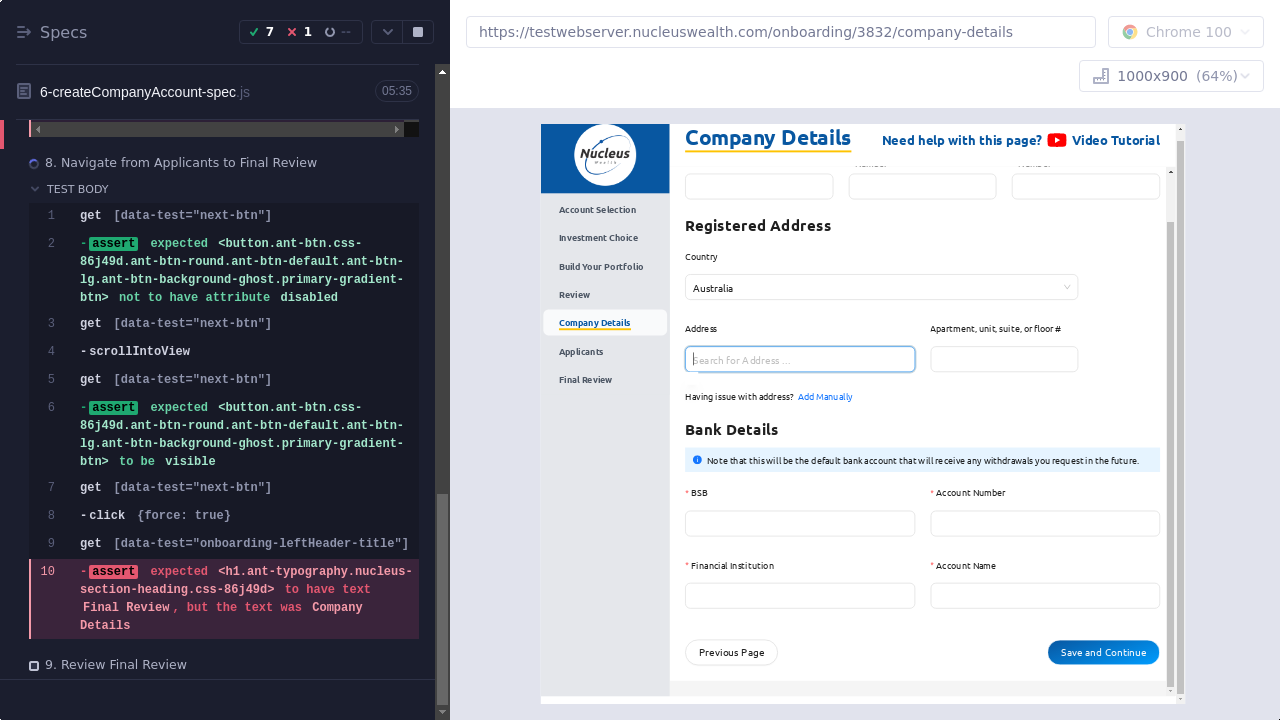 Specs
7
1
--
https://testwebserver.nucleuswealth.com/onboarding/3832/company-details
Chrome 100
1000x900 (64%)
6-createCompanyAccount-spec.js
05:35
8. Navigate from Applicants to Final Review
TEST BODY
1 get [data-test="next-btn"]
2 -assert expected <button.ant-btn.css-
86j49d.ant-btn-round.ant-btn-default.ant-btn-
lg.ant-btn-background-ghost.primary-gradient-
btn> not to have attribute disabled
3 get [data-test="next-btn"]
4 -scrollIntoView
5 get [data-test="next-btn"]
6 -assert expected <button.ant-btn.css-
86j49d.ant-btn-round.ant-btn-default.ant-btn-
lg.ant-btn-background-ghost.primary-gradient-
btn> to be visible
7 get [data-test="next-btn"]
8 -click {force: true}
9 get [data-test="onboarding-leftHeader-title"]
10 -assert expected <h1.ant-typography.nucleus-
section-heading.css-86j49d> to have text
Final Review, but the text was Company
Details
9. Review Final Review
Nucleus
Wealth
Account Selection
Investment Choice
Build Your Portfolio
Review
Company Details
Applicants
Final Review
Company Details
Need help with this page? Video Tutorial
Registered Address
Country
Australia
Address
Apartment, unit, suite, or floor #
Search for Address ...
Having issue with address? Add Manually
Bank Details
Note that this will be the default bank account that will receive any withdrawals you request in the future.
* BSB
* Account Number
* Financial Institution
* Account Name
Previous Page
Save and Continue